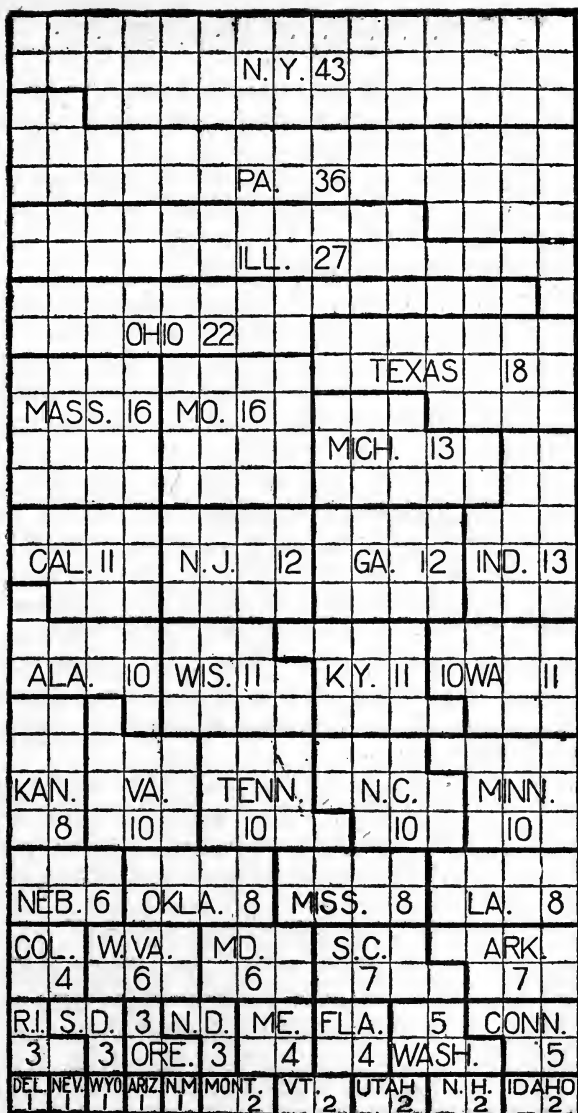 N. Y. 43
PA. 36
ILL. 27
OHIO 22
TEXAS 18
MASS. 16 MO. 16
MICH. 13
CAL. 11 N.J. 12 GA. 12 IND. 13
ALA. 10 WIS. 11 KY. 11 IOWA 11
KAN. VA. TENN. N.C. MINN.
8 10 10 10 10
NEB. 6 OKLA. 8 MISS. 8 LA. 8
COL. W.VA. MD. S.C. ARK.
4 6 6 7 7
R.I. S.D. 3 N.D. ME. FLA. 5 CONN.
3 3 ORE. 3 4 4 WASH. 5
DEL. NEV. WYO. ARIZ. N.M. MONT. VT. UTAH N. H. IDAHO
1 1 1 1 1 2 2 2 2 2